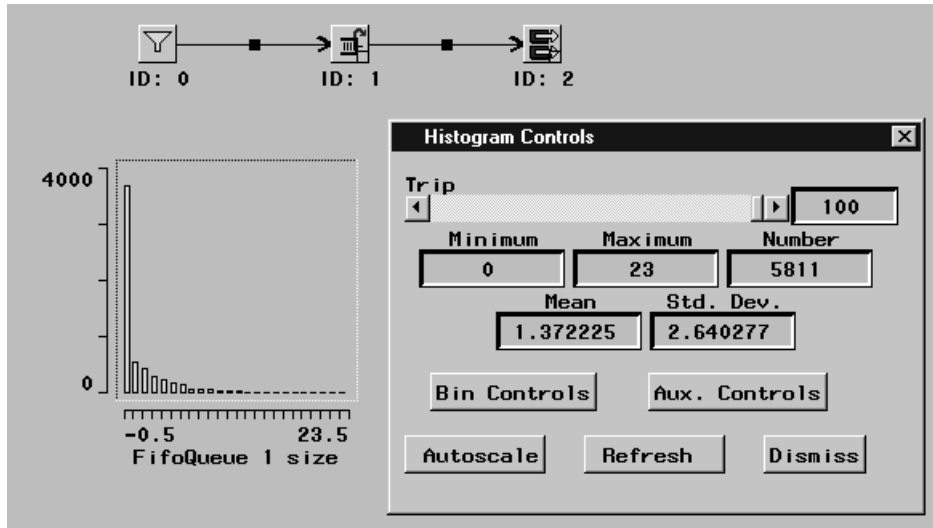 ID: 0
ID: 1
ID: 2
Histogram Controls
Trip
100
Minimum Maximum Number
0 23 5811
Mean Std. Dev.
1.372225 2.640277
Bin Controls Aux. Controls
Autoscale Refresh Dismiss
4000
0
-0.5 23.5
FifoQueue 1 size